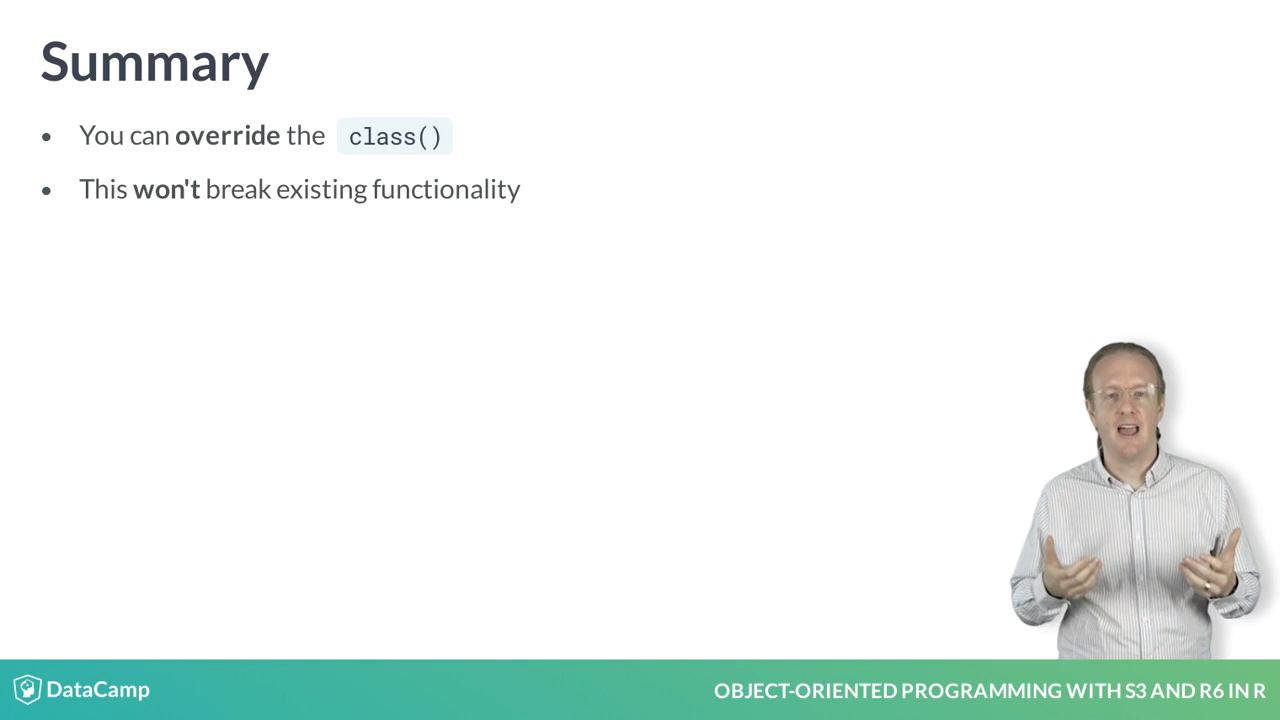 Summary
• You can override the class()
• This won't break existing functionality
DataCamp
OBJECT-ORIENTED PROGRAMMING WITH S3 AND R6 IN R